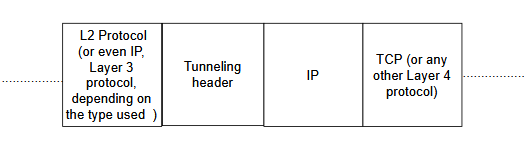 L2 Protocol
(or even IP,
Layer 3
protocol,
depending on
the type used  )
Tunneling
header
IP
TCP (or any
other Layer 4
protocol)